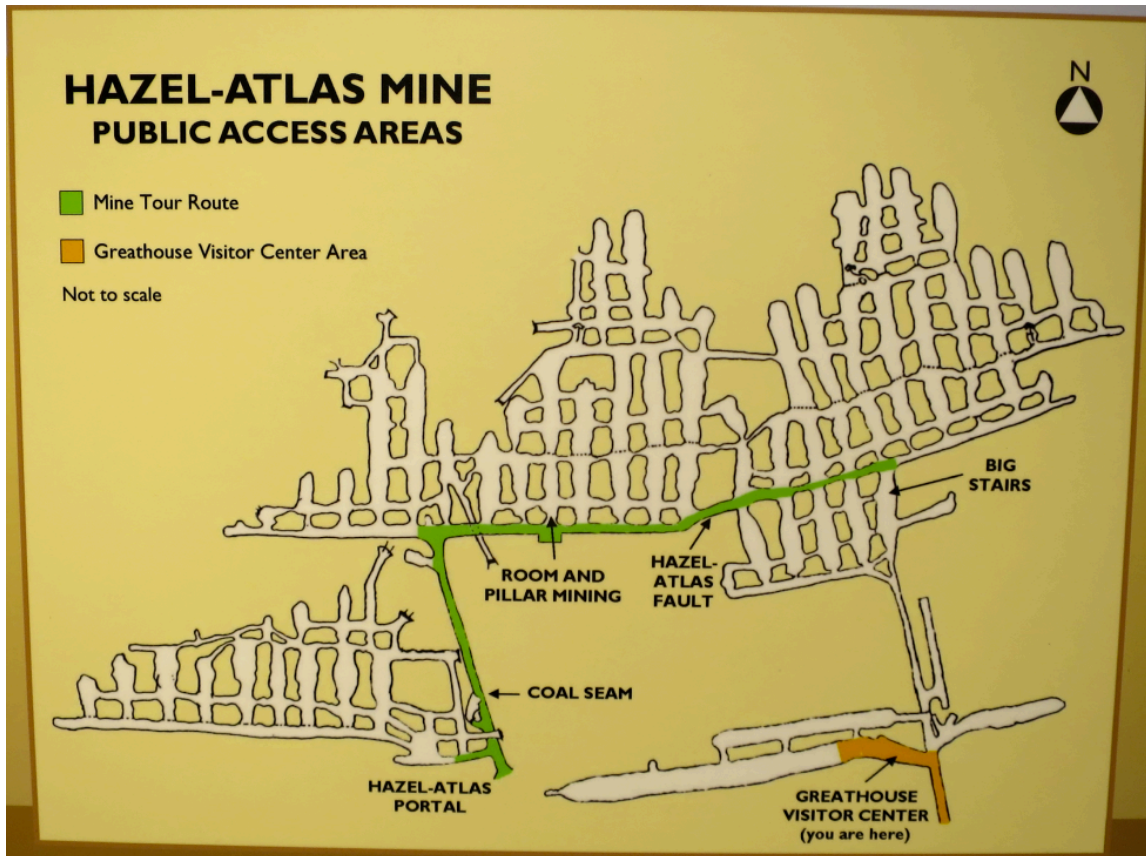 HAZEL-ATLAS MINE
PUBLIC ACCESS AREAS
N
Mine Tour Route
Greathouse Visitor Center Area
Not to scale
BIG
STAIRS
ROOM AND
PILLAR MINING
HAZEL-
ATLAS
FAULT
COAL SEAM
HAZEL-ATLAS
PORTAL
GREATHOUSE
VISITOR CENTER
(you are here)